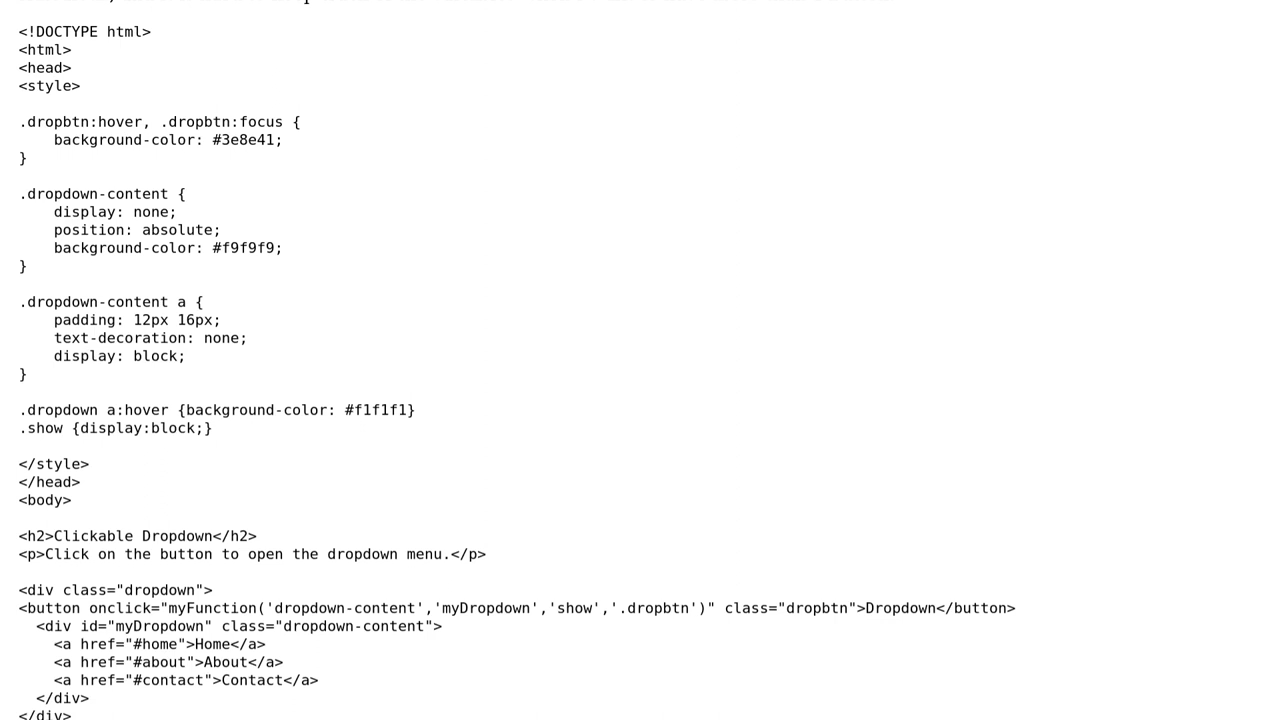 <!DOCTYPE html>
<html>
<head>
<style>

.dropbtn:hover, .dropbtn:focus {
    background-color: #3e8e41;
}

.dropdown-content {
    display: none;
    position: absolute;
    background-color: #f9f9f9;
}

.dropdown-content a {
    padding: 12px 16px;
    text-decoration: none;
    display: block;
}

.dropdown a:hover {background-color: #f1f1f1}
.show {display:block;}

</style>
</head>
<body>

<h2>Clickable Dropdown</h2>
<p>Click on the button to open the dropdown menu.</p>

<div class="dropdown">
<button onclick="myFunction('dropdown-content','myDropdown','show','.dropbtn')" class="dropbtn">Dropdown</button>
  <div id="myDropdown" class="dropdown-content">
    <a href="#home">Home</a>
    <a href="#about">About</a>
    <a href="#contact">Contact</a>
  </div>
</div>